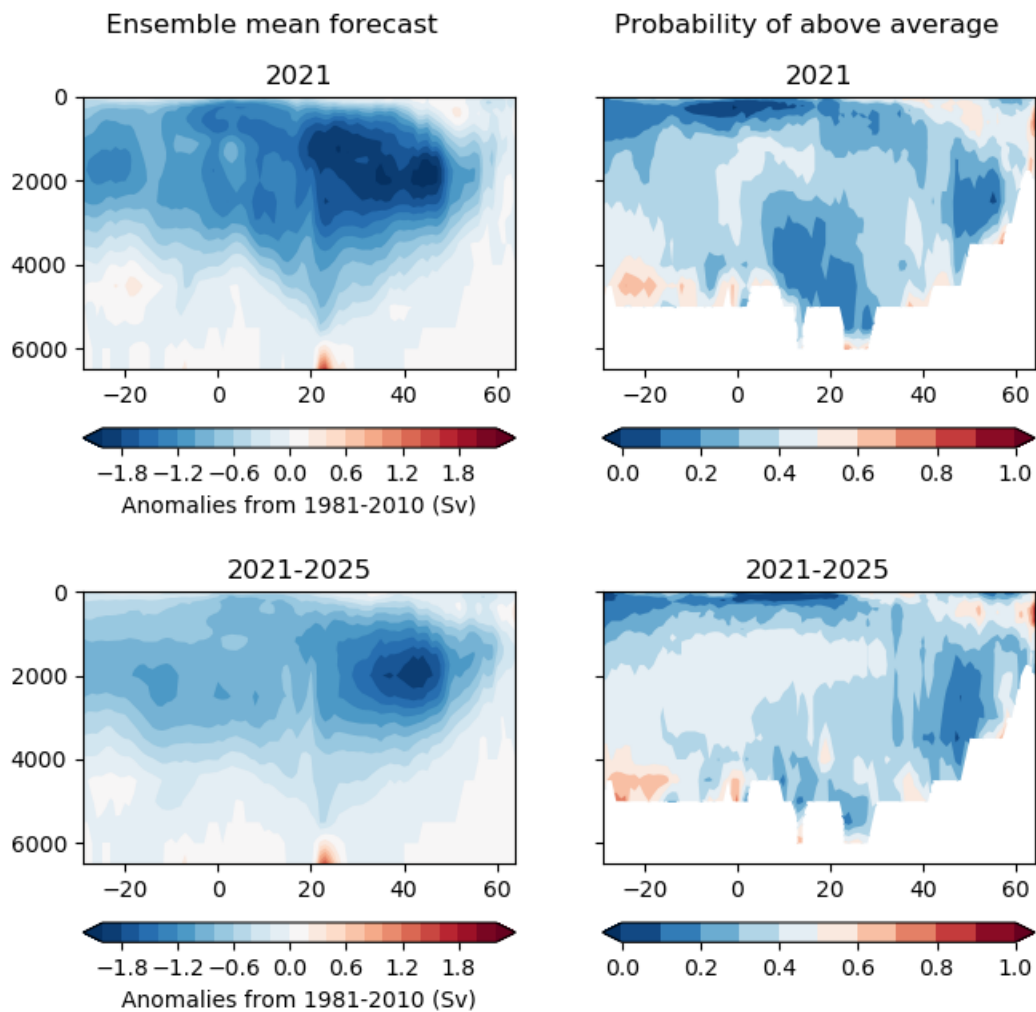 Ensemble mean forecast Probability of above average
2021 2021
0
2000
4000
6000
−20 0 20 40 60 −20 0 20 40 60
−1.8 −1.2 −0.6 0.0 0.6 1.2 1.8 0.0 0.2 0.4 0.6 0.8 1.0
Anomalies from 1981-2010 (Sv)
2021-2025 2021-2025
0
2000
4000
6000
−20 0 20 40 60 −20 0 20 40 60
−1.8 −1.2 −0.6 0.0 0.6 1.2 1.8 0.0 0.2 0.4 0.6 0.8 1.0
Anomalies from 1981-2010 (Sv)